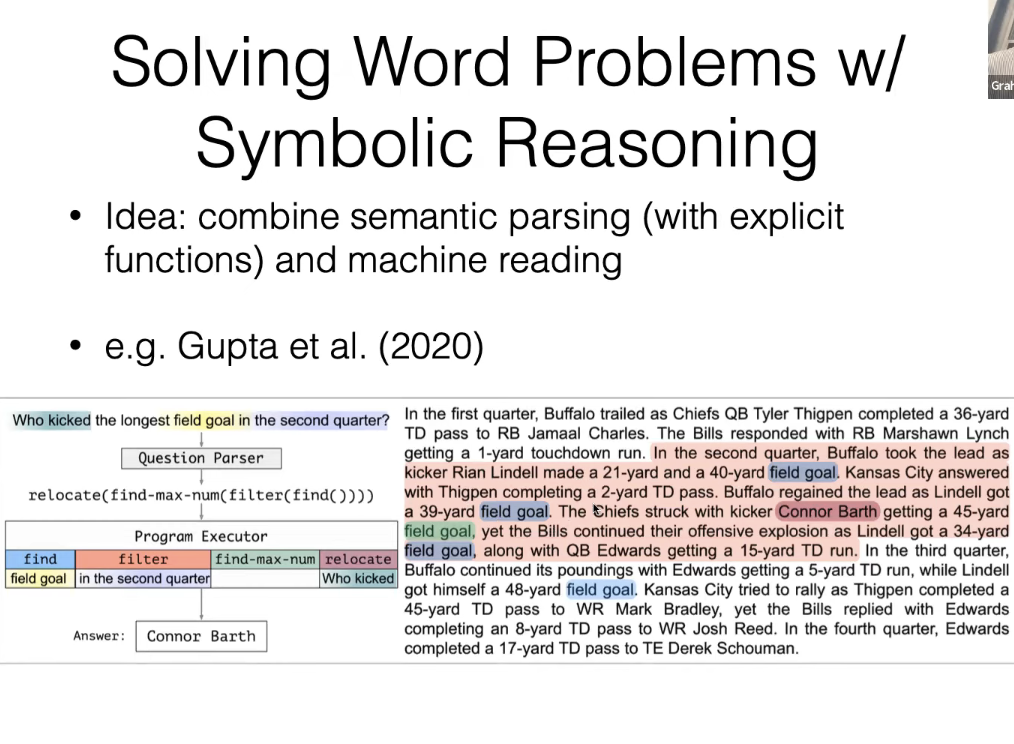 Solving Word Problems w/
Symbolic Reasoning
• Idea: combine semantic parsing (with explicit
functions) and machine reading
• e.g. Gupta et al. (2020)
Who kicked the longest field goal in the second quarter?
Question Parser
relocate(find-max-num(filter(find())))
Program Executor
find filter find-max-num relocate
field goal in the second quarter Who kicked
Answer: Connor Barth
In the first quarter, Buffalo trailed as Chiefs QB Tyler Thigpen completed a 36-yard
TD pass to RB Jamaal Charles. The Bills responded with RB Marshawn Lynch
getting a 1-yard touchdown run. In the second quarter, Buffalo took the lead as
kicker Rian Lindell made a 21-yard and a 40-yard field goal. Kansas City answered
with Thigpen completing a 2-yard TD pass. Buffalo regained the lead as Lindell got
a 39-yard field goal. The Chiefs struck with kicker Connor Barth getting a 45-yard
field goal, yet the Bills continued their offensive explosion as Lindell got a 34-yard
field goal, along with QB Edwards getting a 15-yard TD run. In the third quarter,
Buffalo continued its poundings with Edwards getting a 5-yard TD run, while Lindell
got himself a 48-yard field goal. Kansas City tried to rally as Thigpen completed a
45-yard TD pass to WR Mark Bradley, yet the Bills replied with Edwards
completing an 8-yard TD pass to WR Josh Reed. In the fourth quarter, Edwards
completed a 17-yard TD pass to TE Derek Schouman.